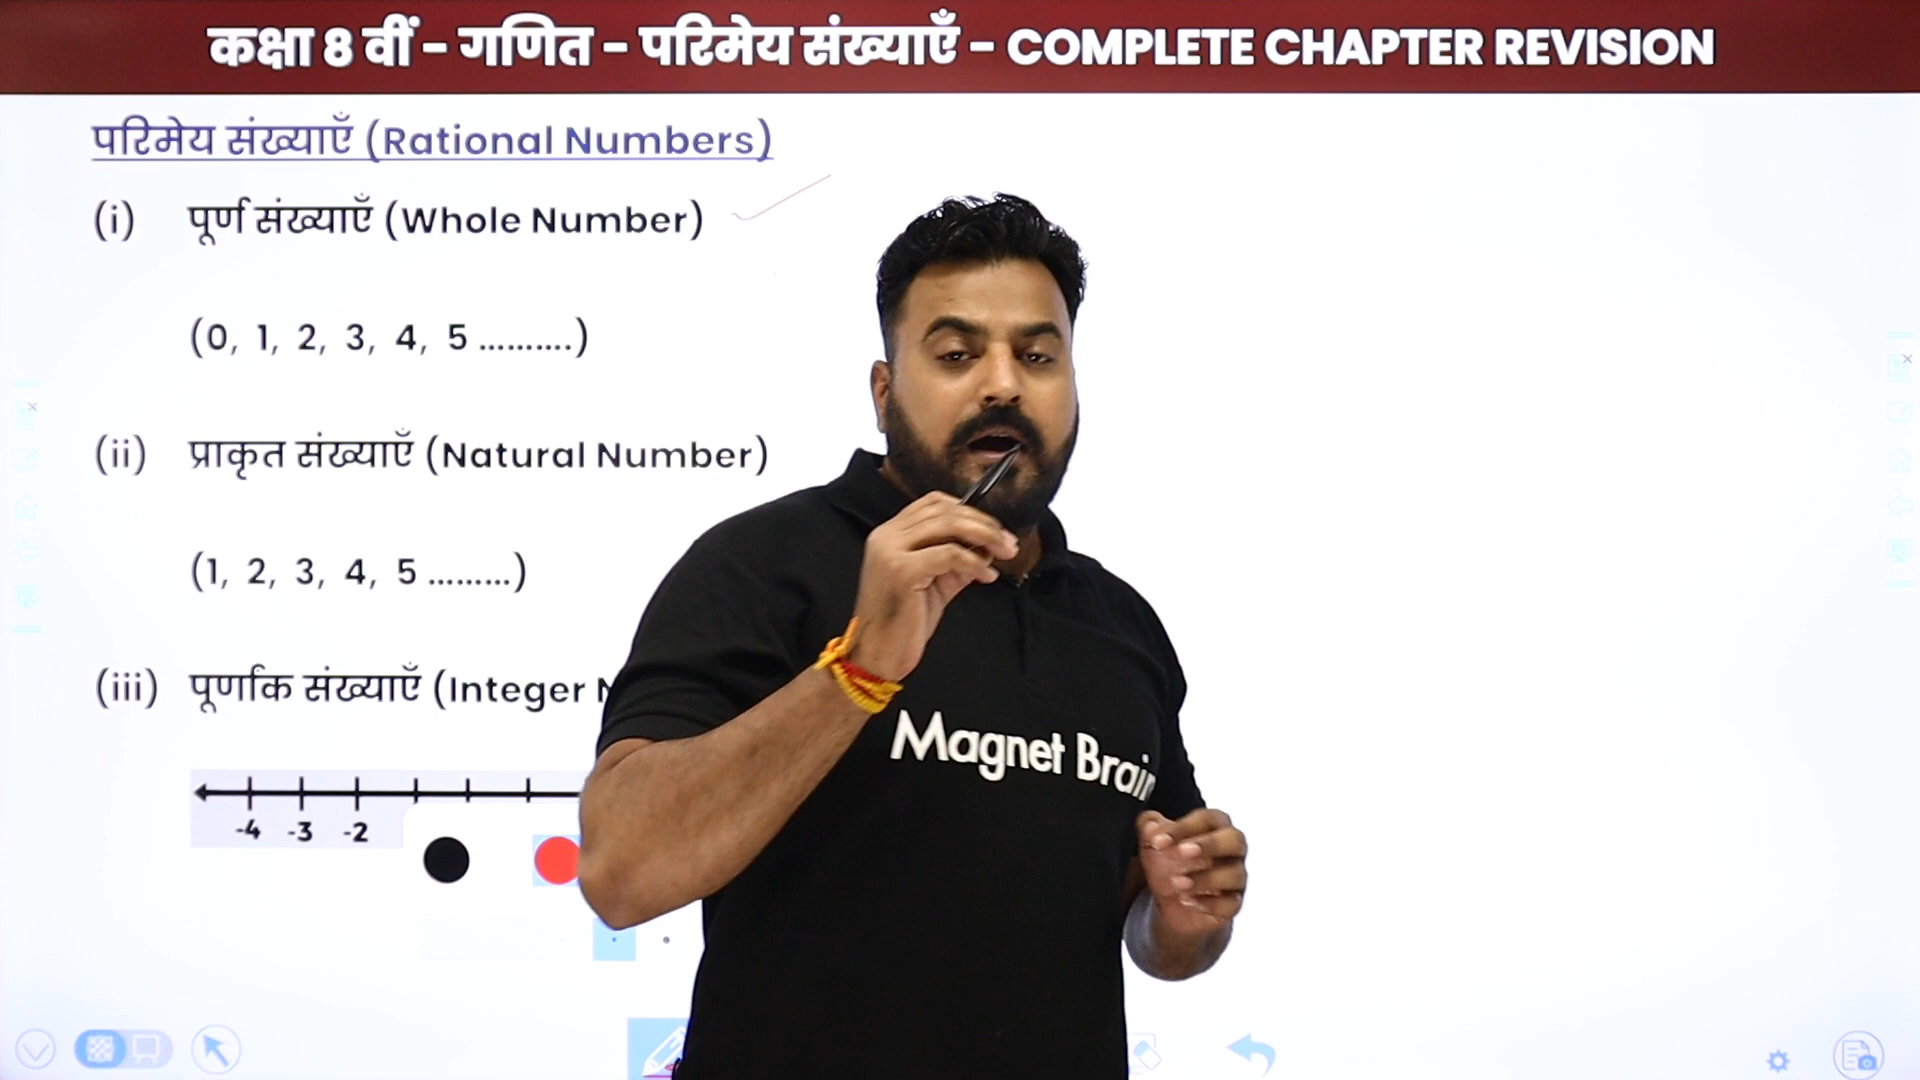 कक्षा 8 वीं - गणित - परिमेय संख्याएँ - COMPLETE CHAPTER REVISION
परिमेय संख्याएँ (Rational Numbers)
(i) पूर्ण संख्याएँ (Whole Number)
(0, 1, 2, 3, 4, 5 ..........)
(ii) प्राकृत संख्याएँ (Natural Number)
(1, 2, 3, 4, 5 .........)
(iii) पूर्णांक संख्याएँ (Integer
-4 -3 -2
Magnet Brain